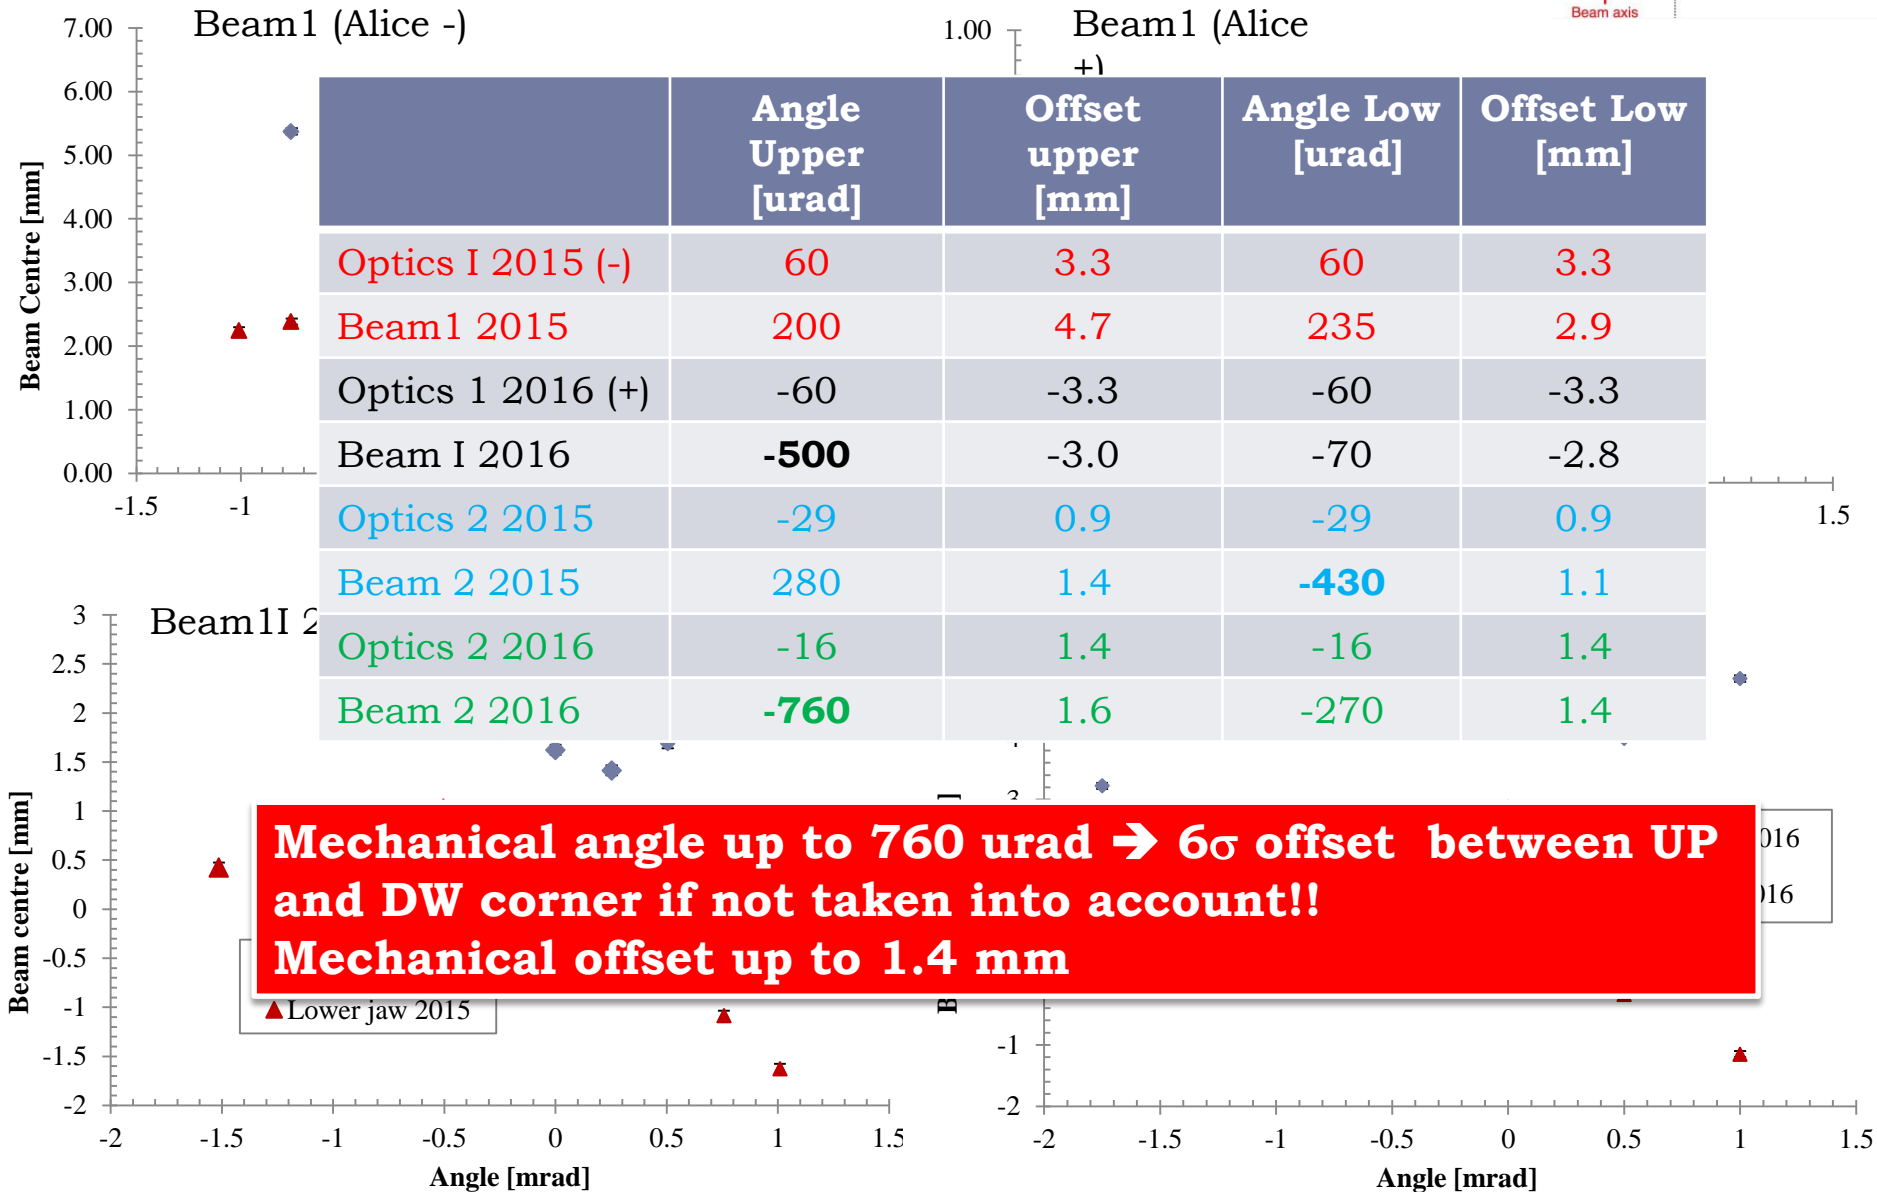 Beam axis
Beam1 (Alice -)
Beam1 (Alice
+)
7.00
6.00
5.00
4.00
3.00
2.00
1.00
0.00
Beam Centre [mm]
-1.5
-1
1.00
1.5
Angle Upper [urad]
Offset upper [mm]
Angle Low [urad]
Offset Low [mm]
Optics I 2015 (-) 60 3.3 60 3.3
Beam1 2015 200 4.7 235 2.9
Optics 1 2016 (+) -60 -3.3 -60 -3.3
Beam I 2016 -500 -3.0 -70 -2.8
Optics 2 2015 -29 0.9 -29 0.9
Beam 2 2015 280 1.4 -430 1.1
Optics 2 2016 -16 1.4 -16 1.4
Beam 2 2016 -760 1.6 -270 1.4
Beam1I 2
3
2.5
2
1.5
1
0.5
0
-0.5
-1
-1.5
-2
Beam centre [mm]
-2 -1.5 -1 -0.5 0 0.5 1 1.5
Angle [mrad]
Lower jaw 2015
Mechanical angle up to 760 urad ➔ 6σ offset between UP
and DW corner if not taken into account!!
Mechanical offset up to 1.4 mm
3
-1
-2
-2 -1.5 -1 -0.5 0 0.5 1 1.5
Angle [mrad]
016
16